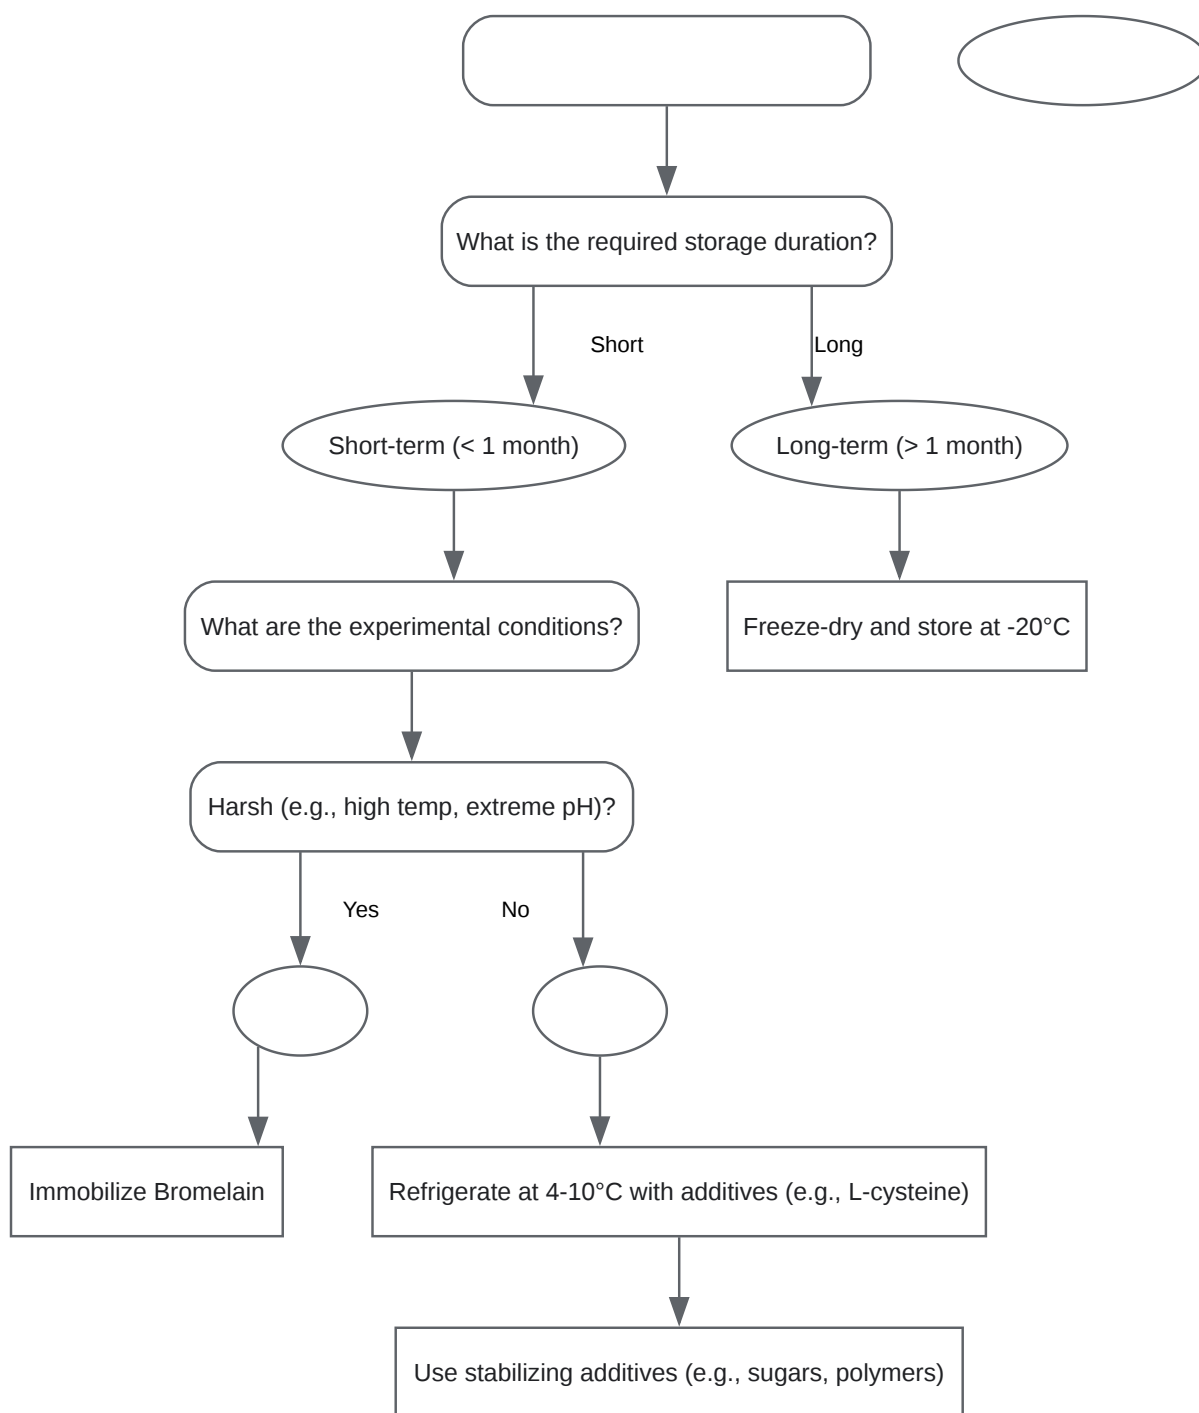 What is the required storage duration?
Short
Long
Short-term (< 1 month)
Long-term (> 1 month)
What are the experimental conditions?
Freeze-dry and store at -20°C
Harsh (e.g., high temp, extreme pH)?
Yes
No
Immobilize Bromelain
Refrigerate at 4-10°C with additives (e.g., L-cysteine)
Use stabilizing additives (e.g., sugars, polymers)